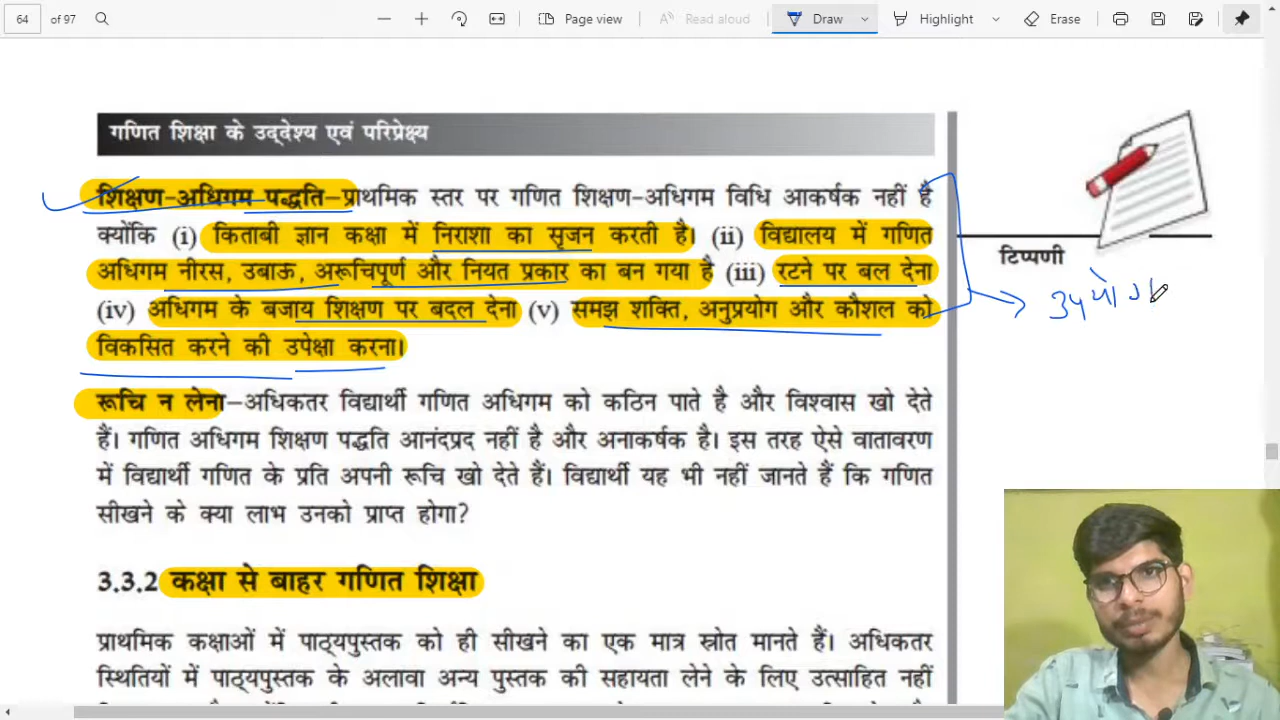 64 of 97 Page view Read aloud Draw Highlight Erase
गणित शिक्षा के उद्देश्य एवं परिप्रेक्ष्य
शिक्षण-अधिगम पद्धति–प्राथमिक स्तर पर गणित शिक्षण-अधिगम विधि आकर्षक नहीं है
क्योंकि (i) किताबी ज्ञान कक्षा में निराशा का सृजन करती है। (ii) विद्यालय में गणित
अधिगम नीरस, उबाऊ, अरूचिपूर्ण और नियत प्रकार का बन गया है (iii) रटने पर बल देना
(iv) अधिगम के बजाय शिक्षण पर बदल देना (v) समझ शक्ति, अनुप्रयोग और कौशल को
विकसित करने की उपेक्षा करना।
टिप्पणी
रूचि न लेना–अधिकतर विद्यार्थी गणित अधिगम को कठिन पाते है और विश्वास खो देते
हैं। गणित अधिगम शिक्षण पद्धति आनंदप्रद नहीं है और अनाकर्षक है। इस तरह ऐसे वातावरण
में विद्यार्थी गणित के प्रति अपनी रूचि खो देते हैं। विद्यार्थी यह भी नहीं जानते हैं कि गणित
सीखने के क्या लाभ उनको प्राप्त होगा?
3.3.2 कक्षा से बाहर गणित शिक्षा
प्राथमिक कक्षाओं में पाठ्यपुस्तक को ही सीखने का एक मात्र स्रोत मानते हैं। अधिकतर
स्थितियों में पाठ्यपुस्तक के अलावा अन्य पुस्तक की सहायता लेने के लिए उत्साहित नहीं